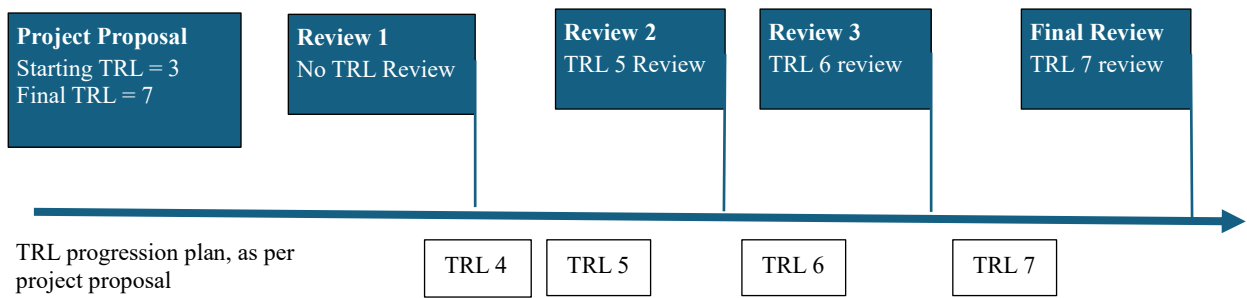 Project Proposal
Starting TRL = 3
Final TRL = 7
Review 1
No TRL Review
Review 2
TRL 5 Review
Review 3
TRL 6 review
Final Review
TRL 7 review
TRL progression plan, as per
project proposal
TRL 4
TRL 5
TRL 6
TRL 7